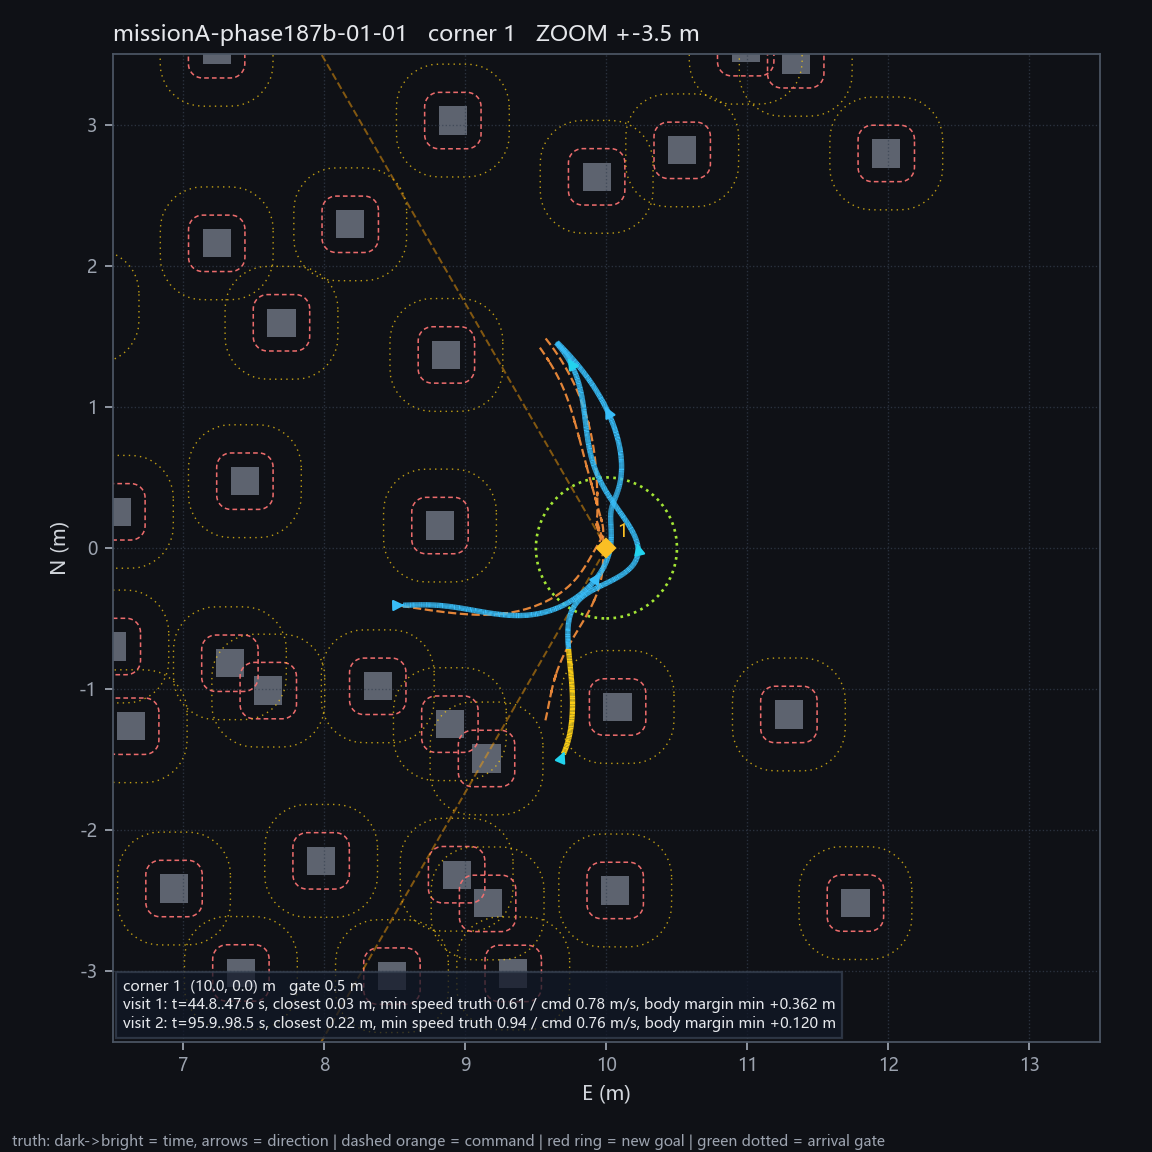 missionA-phase187b-01-01   corner 1   ZOOM +-3.5 m
3
2
1
0
-1
-2
-3
N (m)
1
corner 1  (10.0, 0.0) m   gate 0.5 m
visit 1: t=44.8..47.6 s, closest 0.03 m, min speed truth 0.61 / cmd 0.78 m/s, body margin min +0.362 m
visit 2: t=95.9..98.5 s, closest 0.22 m, min speed truth 0.94 / cmd 0.76 m/s, body margin min +0.120 m
7 8 9 10 11 12 13
E (m)
truth: dark->bright = time, arrows = direction | dashed orange = command | red ring = new goal | green dotted = arrival gate